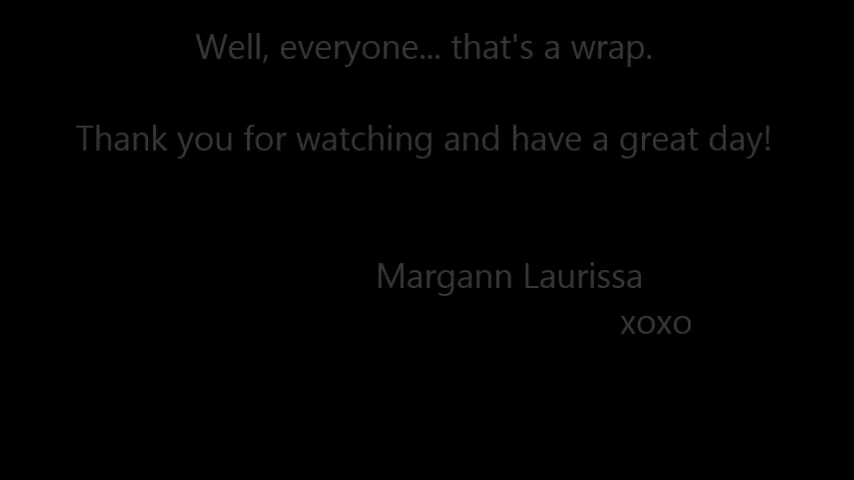 Well, everyone... that's a wrap.
Thank you for watching and have a great day!
Margann Laurissa
xoxo